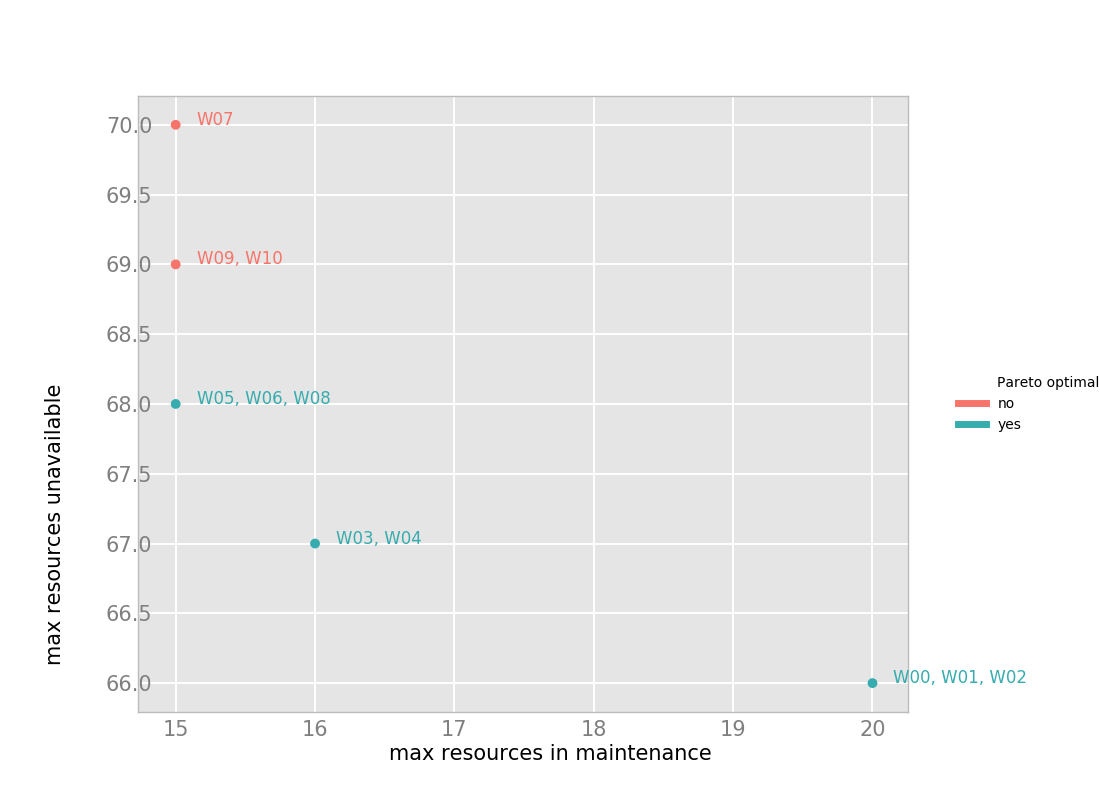 70.0
W07
69.5
69.0
W09, W10
68.5
68.0
W05, W06, W08
67.5
67.0
W03, W04
66.5
66.0
W00, W01, W02
max resources unavailable
15 16 17 18 19 20
max resources in maintenance
Pareto optimal
no
yes